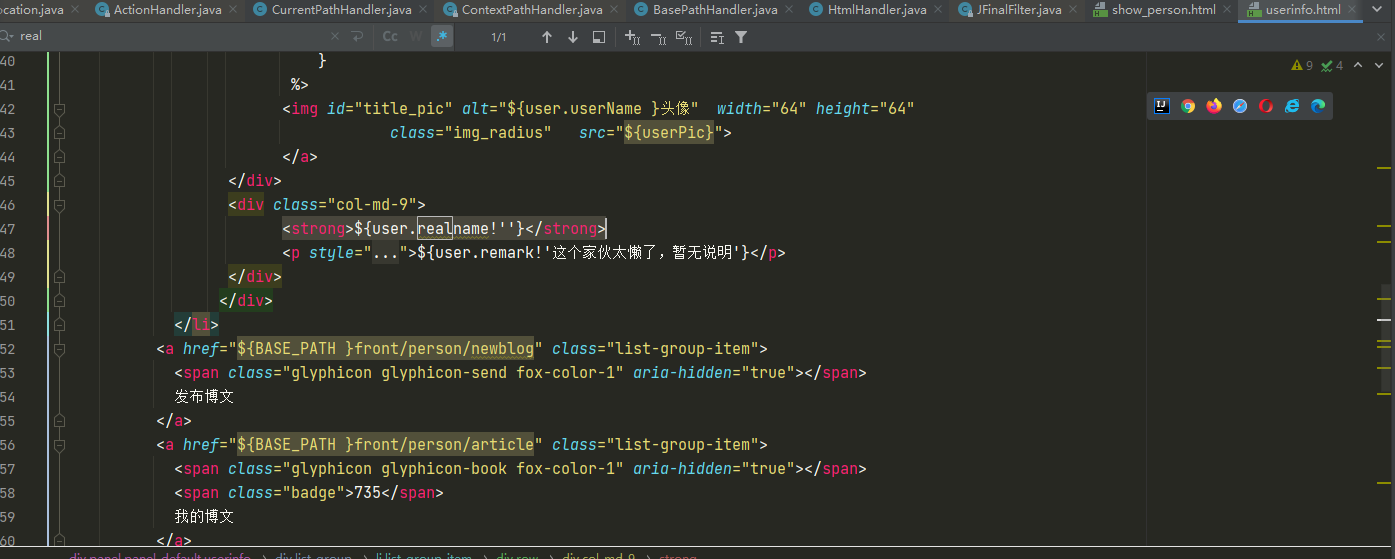 ocation.java × ActionHandler.java × CurrentPathHandler.java × ContextPathHandler.java × BasePathHandler.java × HtmlHandler.java × JFinalFilter.java × show_person.html × userinfo.html ×
real × Cc W .* 1/1
9 4
40 }
41 %>
42 <img id="title_pic" alt="${user.userName }头像" width="64" height="64"
43 class="img_radius" src="${userPic}">
44 </a>
45 </div>
46 <div class="col-md-9">
47 <strong>${user.realname!''}</strong>
48 <p style="...">${user.remark!'这个家伙太懒了，暂无说明'}</p>
49 </div>
50 </div>
51 </li>
52 <a href="${BASE_PATH }front/person/newblog" class="list-group-item">
53 <span class="glyphicon glyphicon-send fox-color-1" aria-hidden="true"></span>
54 发布博文
55 </a>
56 <a href="${BASE_PATH }front/person/article" class="list-group-item">
57 <span class="glyphicon glyphicon-book fox-color-1" aria-hidden="true"></span>
58 <span class="badge">735</span>
59 我的博文
60 </a>
div.panel.panel-default.userinfo › div.list-group › li.list-group-item › div.row › div.col-md-9 › strong